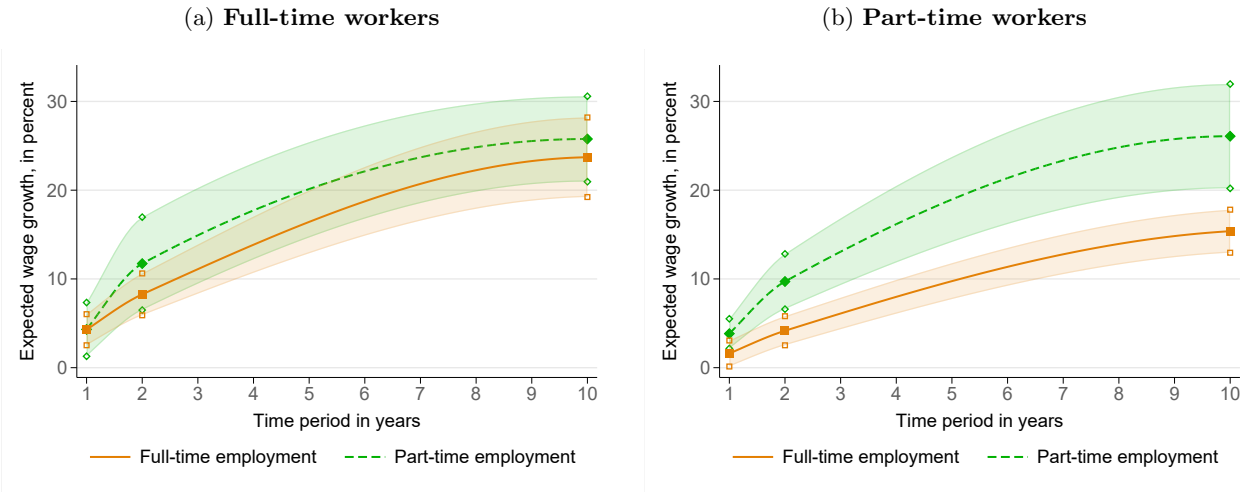 (a) Full-time workers
Expected wage growth, in percent
30
20
10
0
1 2 3 4 5 6 7 8 9 10
Time period in years
Full-time employment Part-time employment
(b) Part-time workers
Expected wage growth, in percent
30
20
10
0
1 2 3 4 5 6 7 8 9 10
Time period in years
Full-time employment Part-time employment